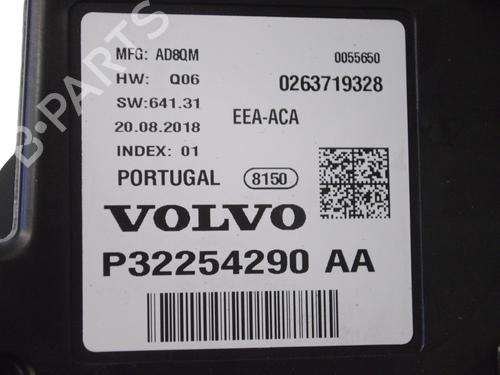 MFG: AD8QM 0055650
HW: Q06 0263719328
SW:641.31 EEA-ACA
20.08.2018
INDEX: 01
PORTUGAL 8150
VOLVO
P32254290 AA
B-PARTS